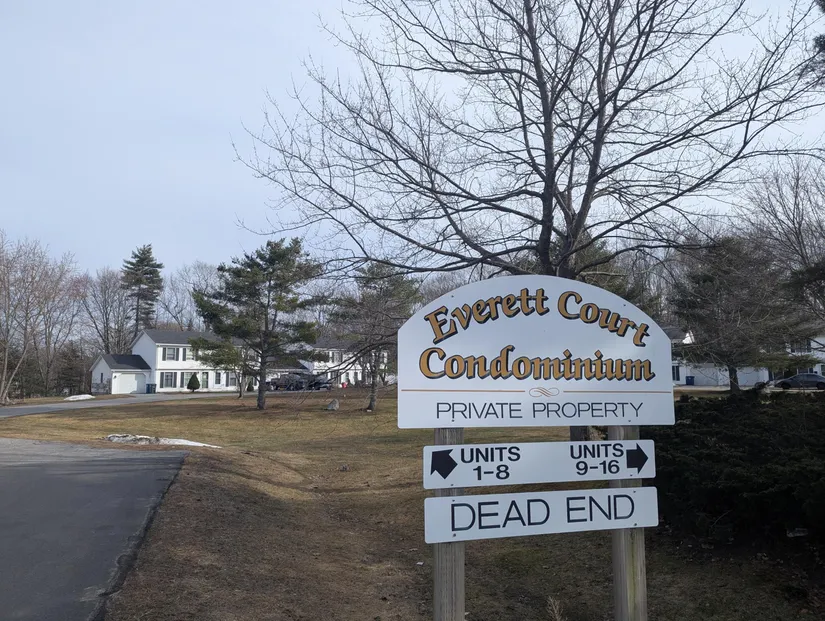 Everett Court
Condominium
PRIVATE PROPERTY
UNITS
1-8
UNITS
9-16
DEAD END